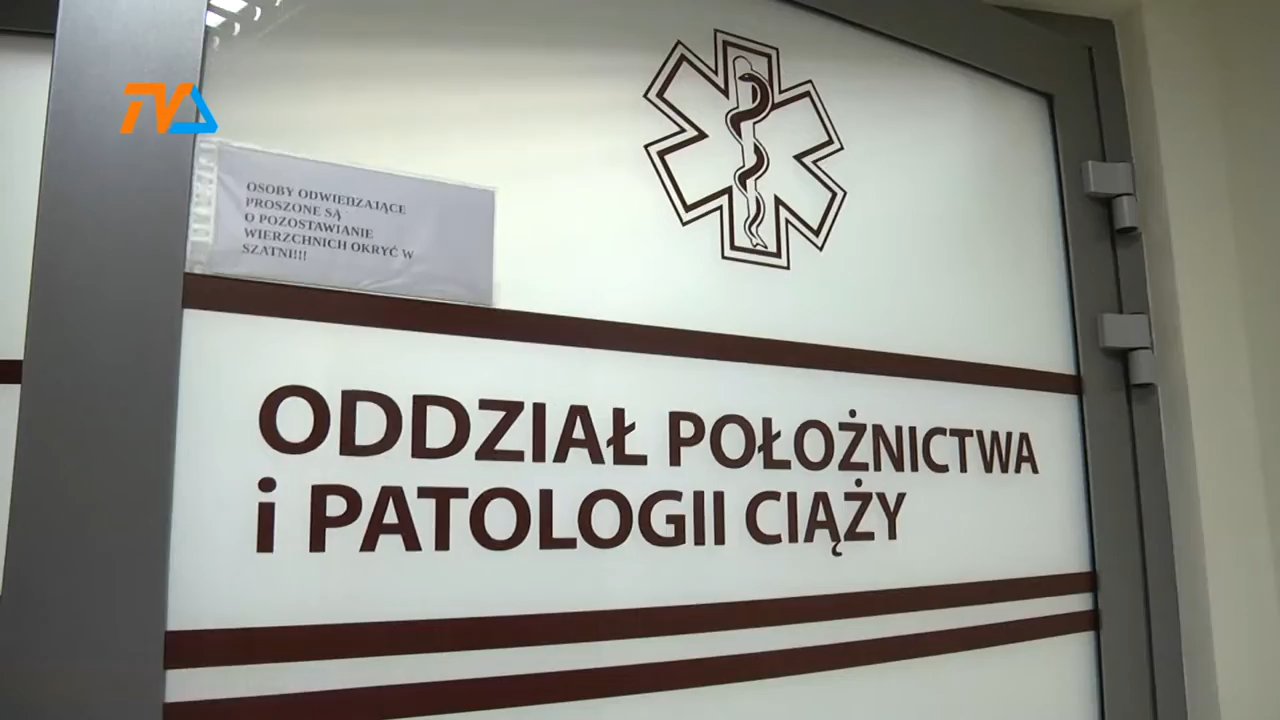 TVA
OSOBY ODWIEDZAJĄCE
PROSZONE SĄ
O POZOSTAWIANIE
WIERZCHNICH OKRYĆ W
SZATNI!!!
ODDZIAŁ POŁOŻNICTWA
i PATOLOGII CIĄŻY